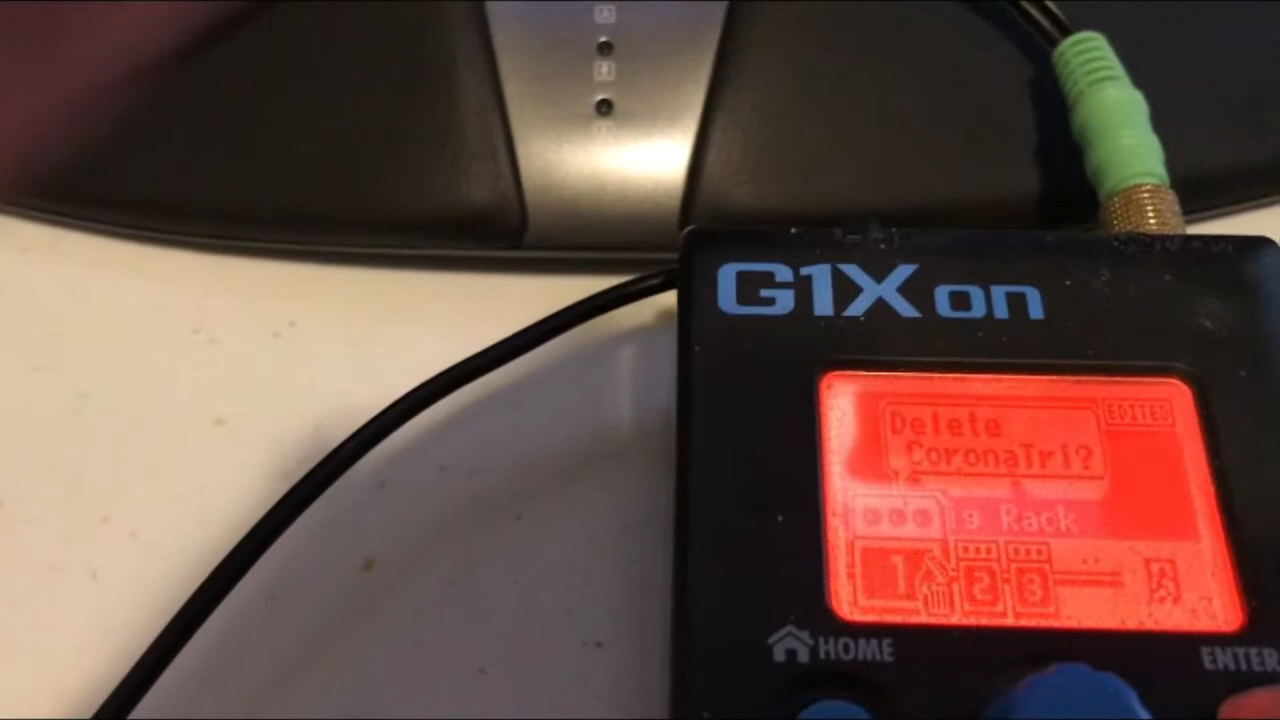 G1X on
EDITED
Delete
CoronaTri?
g Rack
1 2 3
HOME
ENTER